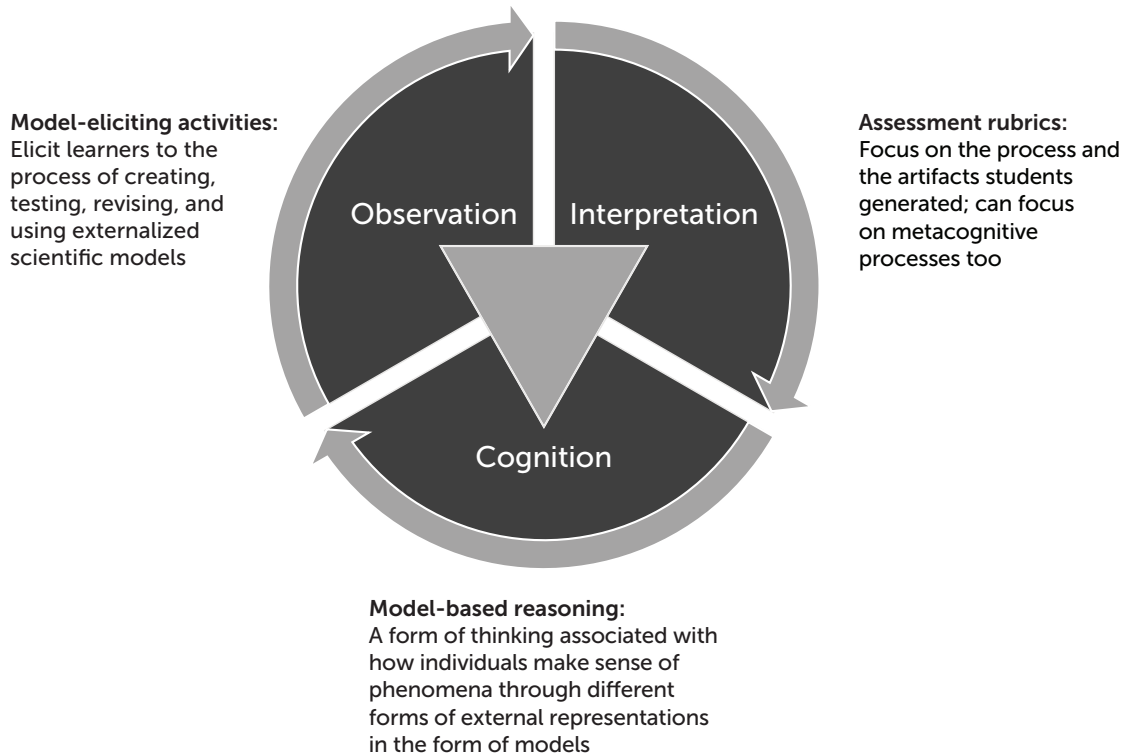 Model-eliciting activities:
Elicit learners to the
process of creating,
testing, revising, and
using externalized
scientific models
Observation
Interpretation
Assessment rubrics:
Focus on the process and
the artifacts students
generated; can focus
on metacognitive
processes too
Cognition
Model-based reasoning:
A form of thinking associated with
how individuals make sense of
phenomena through different
forms of external representations
in the form of models